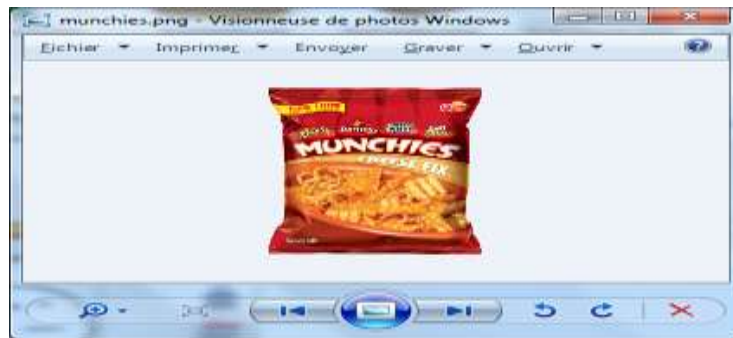 munchies.png - Visionneuse de photos Windows
Fichier Imprimer Envoyer Graver Ouvrir
MUNCHIES
CHEESE FIX